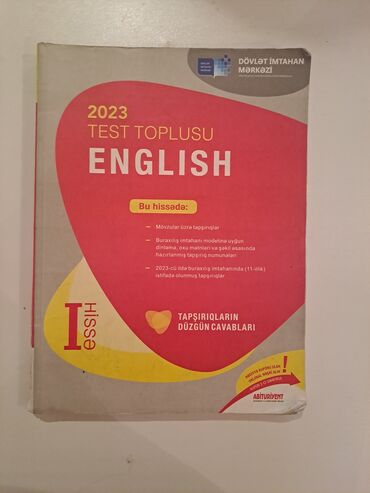 DÖVLƏT İMTAHAN
MƏRKƏZİ
2023
TEST TOPLUSU
ENGLISH
Bu hissədə:
Mövzular üzrə tapşırıqlar
Buraxılış imtahanı modelinə uyğun
dinləmə, oxu mətnləri və şəkil əsasında
hazırlanmış tapşırıq nümunələri
2023-cü ildə buraxılış imtahanında (11-illik)
istifadə olunmuş tapşırıqlar
I HİSSƏ
TAPŞIRIQLARIN
DÜZGÜN CAVABLARI
ABİTURİYENT